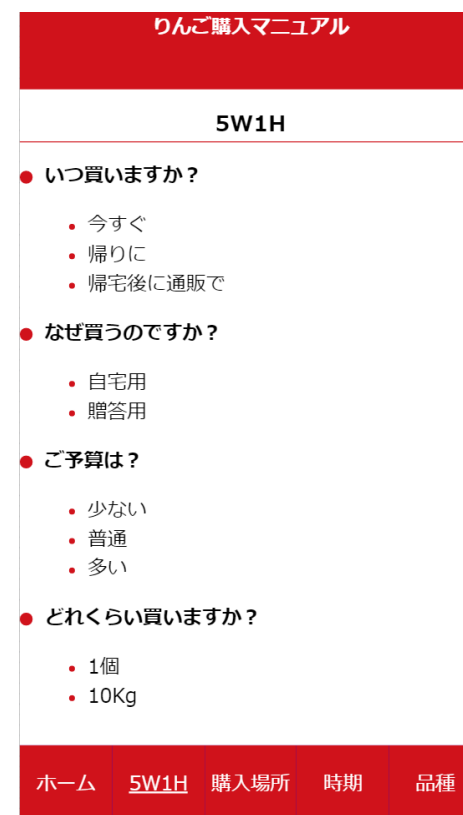 りんご購入マニュアル
5W1H
いつ買いますか？
今すぐ
帰りに
帰宅後に通販で
なぜ買うのですか？
自宅用
贈答用
ご予算は？
少ない
普通
多い
どれくらい買いますか？
1個
10Kg
ホーム 5W1H 購入場所 時期 品種